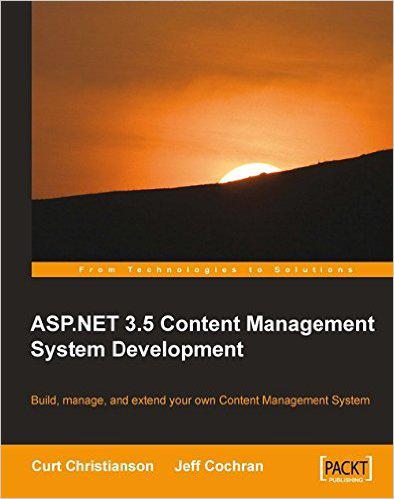 From Technologies to Solutions
ASP.NET 3.5 Content Management
System Development
Build, manage, and extend your own Content Management System
Curt Christianson Jeff Cochran
PACKT
PUBLISHING